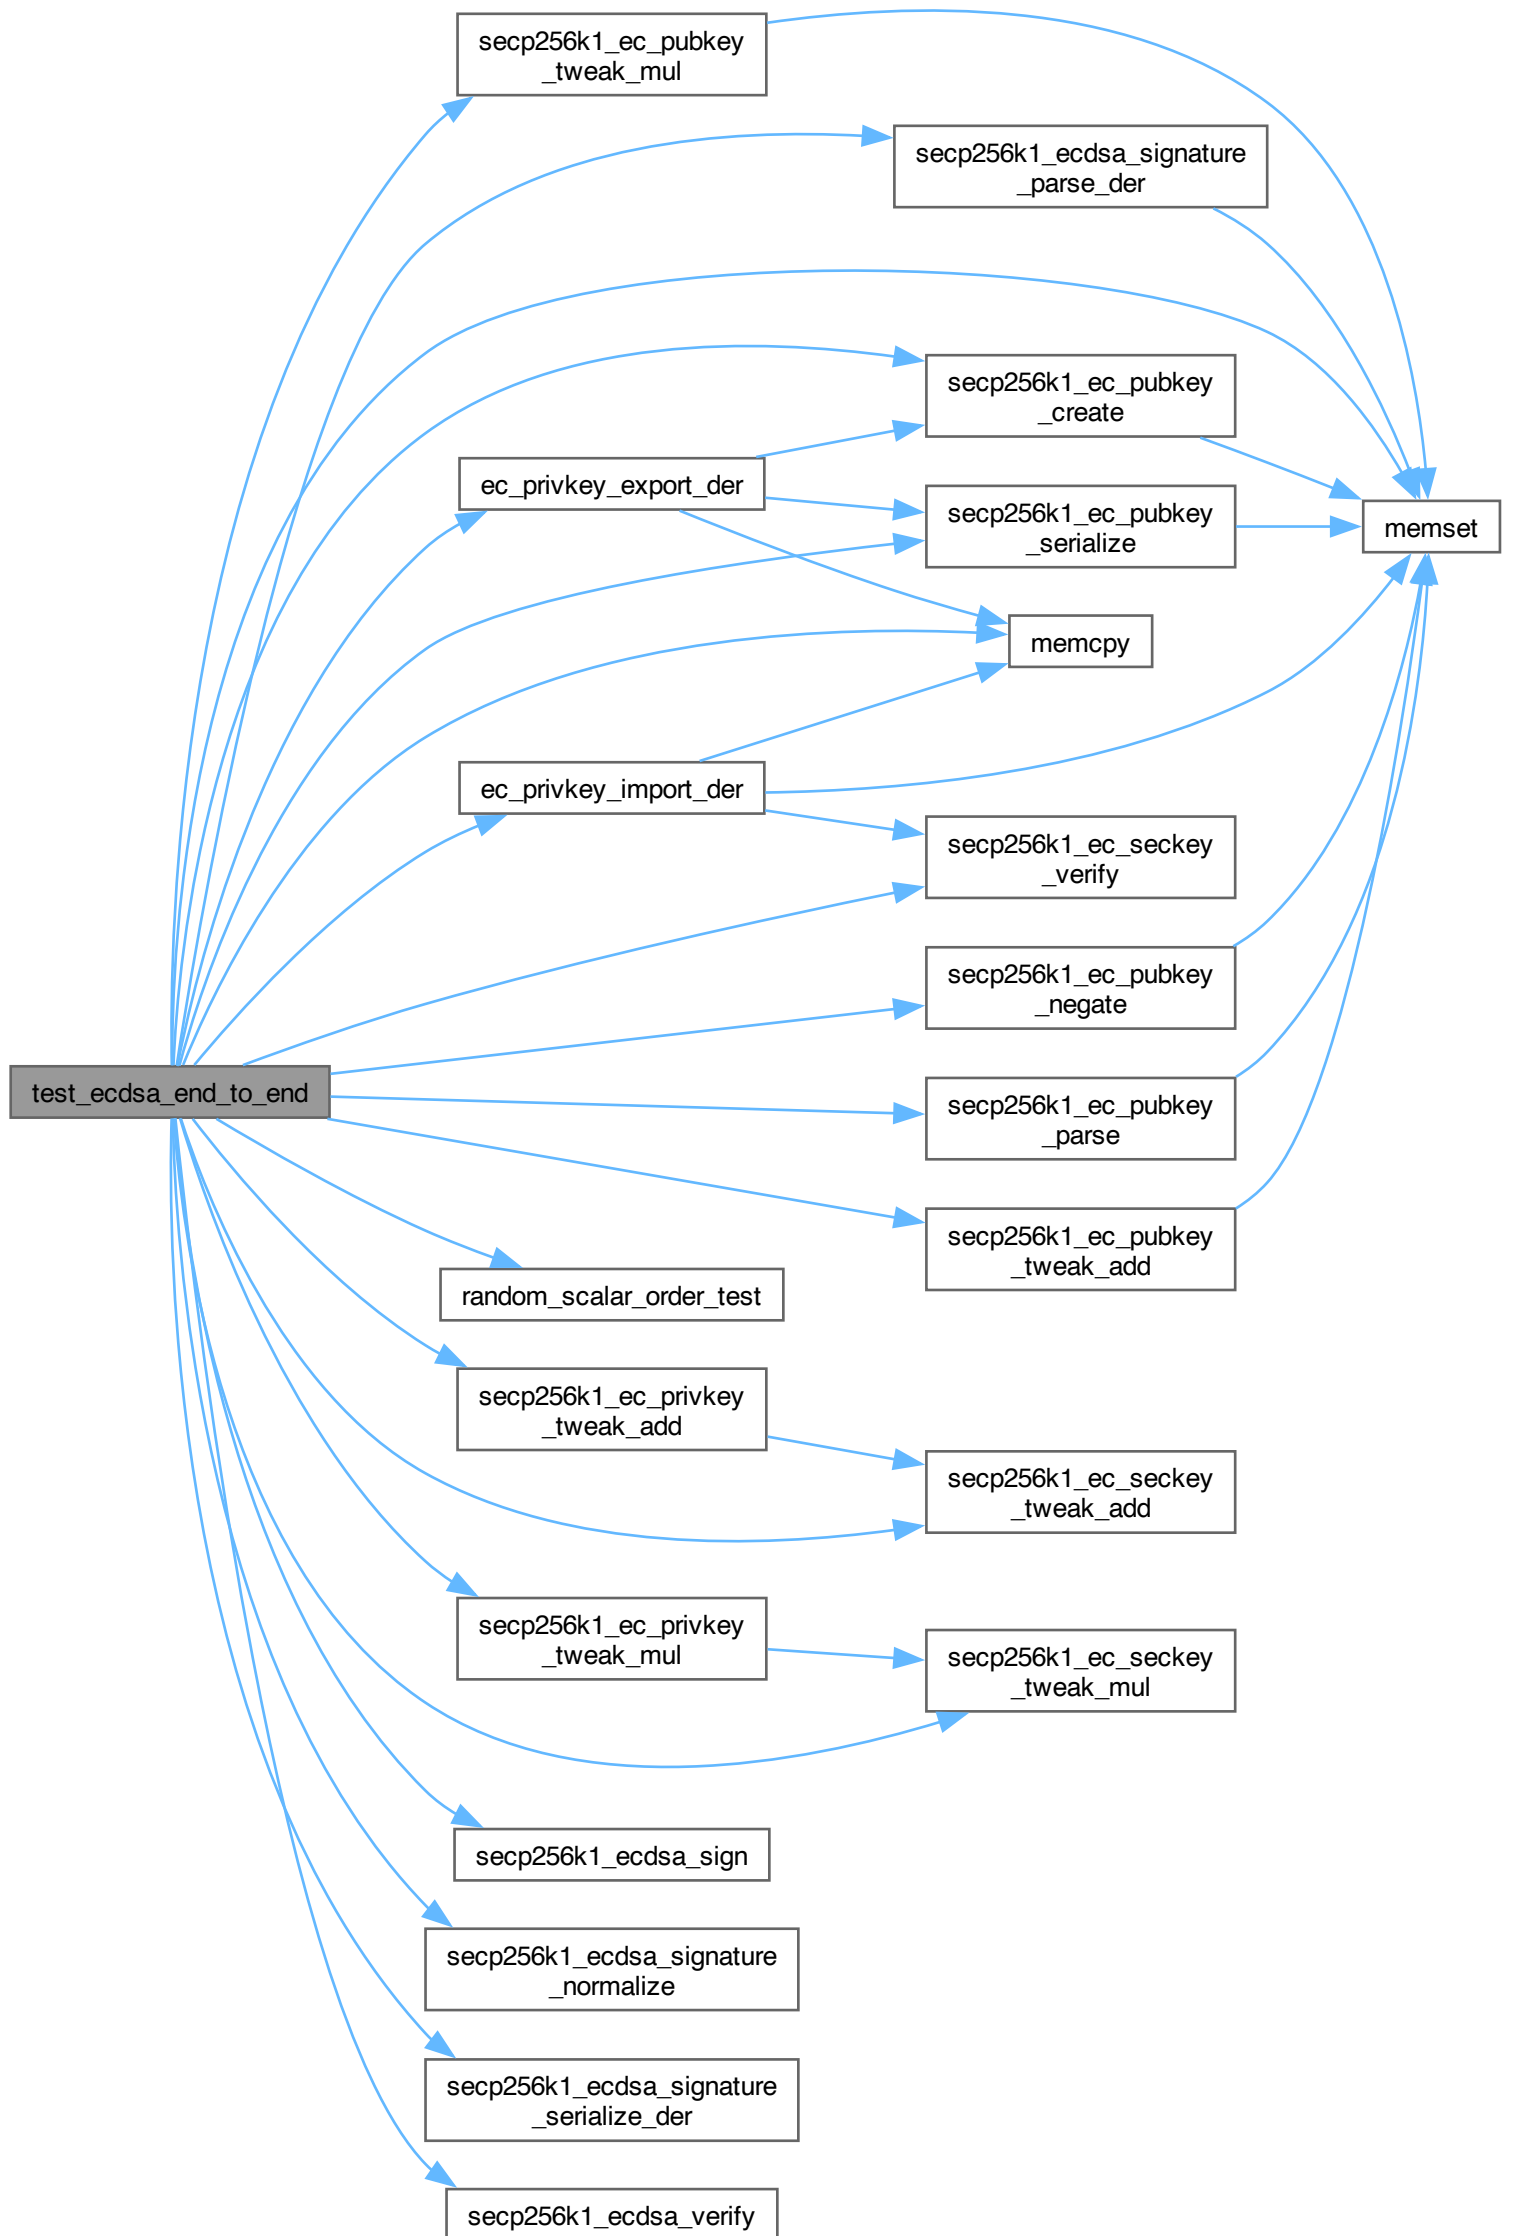 secp256k1_ec_pubkey
_tweak_mul
secp256k1_ecdsa_signature
_parse_der
secp256k1_ec_pubkey
_create
ec_privkey_export_der
secp256k1_ec_pubkey
_serialize
memset
memcpy
ec_privkey_import_der
secp256k1_ec_seckey
_verify
secp256k1_ec_pubkey
_negate
test_ecdsa_end_to_end
secp256k1_ec_pubkey
_parse
secp256k1_ec_pubkey
_tweak_add
random_scalar_order_test
secp256k1_ec_privkey
_tweak_add
secp256k1_ec_seckey
_tweak_add
secp256k1_ec_privkey
_tweak_mul
secp256k1_ec_seckey
_tweak_mul
secp256k1_ecdsa_sign
secp256k1_ecdsa_signature
_normalize
secp256k1_ecdsa_signature
_serialize_der
secp256k1_ecdsa_verify